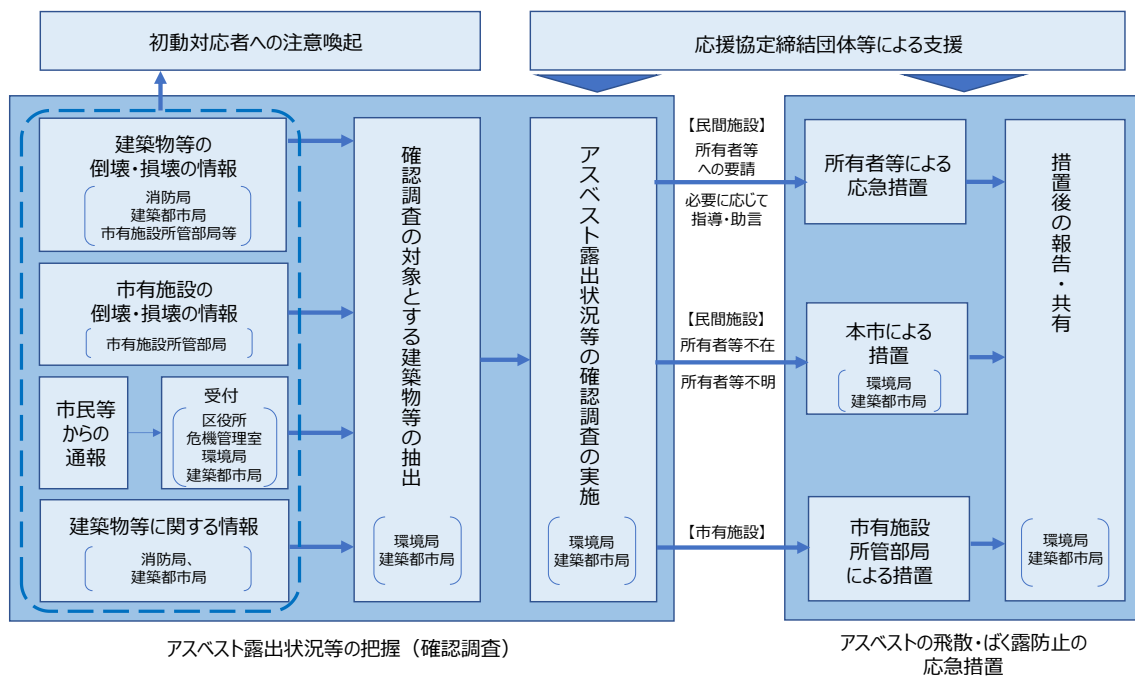 初動対応者への注意喚起
応援協定締結団体等による支援
建築物等の
倒壊・損壊の情報
消防局
建築都市局
市有施設所管部局等
市有施設の
倒壊・損壊の情報
市有施設所管部局
市民等
からの
通報
受付
区役所
危機管理室
環境局
建築都市局
建築物等に関する情報
消防局、
建築都市局
確認調査の対象とする建築物等の抽出
環境局
建築都市局
アスベスト露出状況等の確認調査の実施
環境局
建築都市局
【民間施設】
所有者等
への要請
必要に応じて
指導・助言
【民間施設】
所有者等不在
所有者等不明
【市有施設】
所有者等による
応急措置
本市による
措置
環境局
建築都市局
市有施設
所管部局
による措置
措置後の報告・共有
環境局
建築都市局
アスベスト露出状況等の把握（確認調査）
アスベストの飛散・ばく露防止の
応急措置